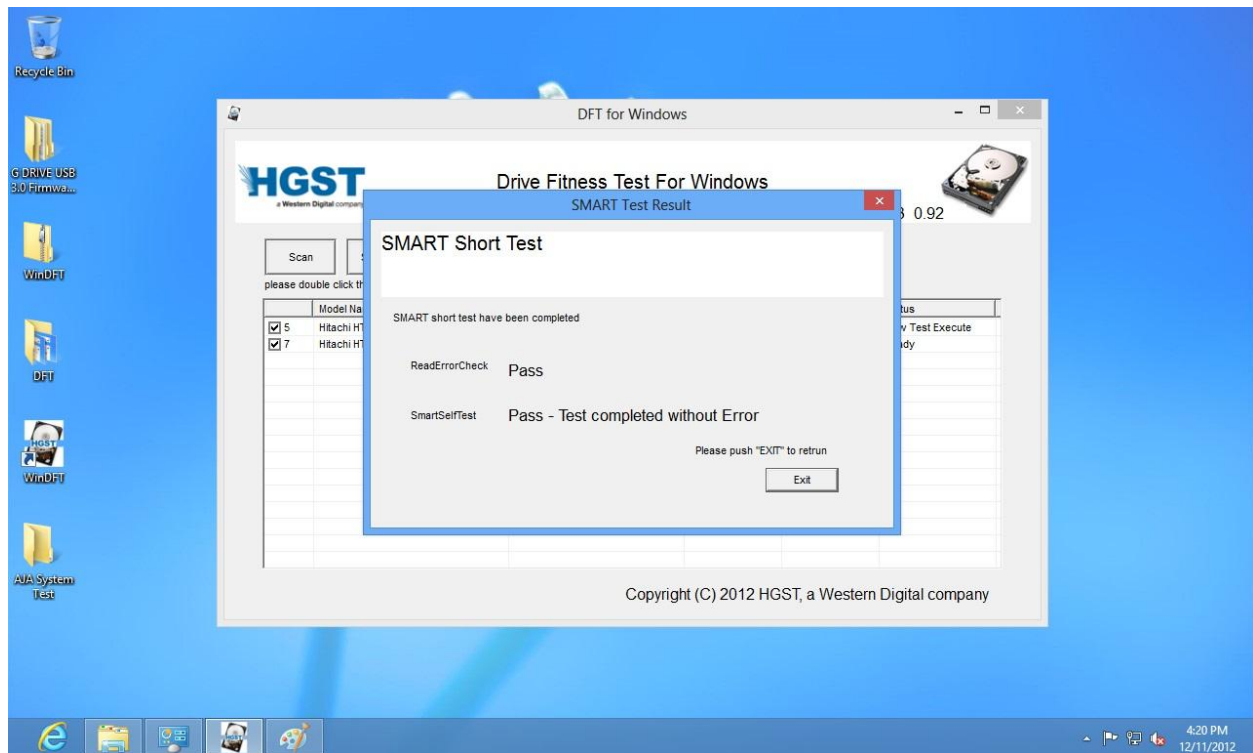 Recycle Bin
G DRIVE USB
3.0 Firmwa...
WinDFT
DFT
HGST
WinDFT
AJA System
Test
DFT for Windows
HGST
a Western Digital company
Drive Fitness Test For Windows
0.92
Scan
please double click
Model Na
5 Hitachi HT
7 Hitachi HT
Test Execute
SMART Test Result
SMART Short Test
SMART short test have been completed
ReadErrorCheck Pass
SmartSelfTest Pass - Test completed without Error
Please push "EXIT" to retrun
Exit
Copyright (C) 2012 HGST, a Western Digital company
4:20 PM
12/11/2012